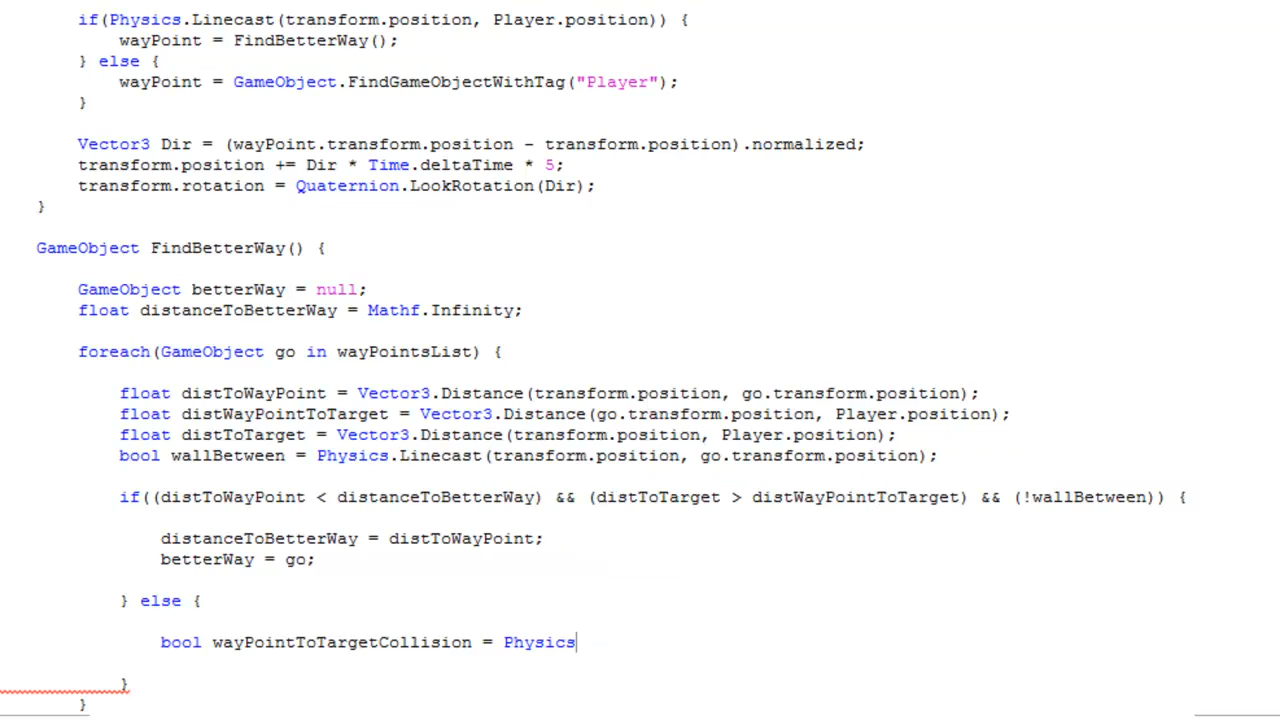 if(Physics.Linecast(transform.position, Player.position)) {
wayPoint = FindBetterWay();
} else {
wayPoint = GameObject.FindGameObjectWithTag("Player");
}
Vector3 Dir = (wayPoint.transform.position - transform.position).normalized;
transform.position += Dir * Time.deltaTime * 5;
transform.rotation = Quaternion.LookRotation(Dir);
}
GameObject FindBetterWay() {
GameObject betterWay = null;
float distanceToBetterWay = Mathf.Infinity;
foreach(GameObject go in wayPointsList) {
float distToWayPoint = Vector3.Distance(transform.position, go.transform.position);
float distWayPointToTarget = Vector3.Distance(go.transform.position, Player.position);
float distToTarget = Vector3.Distance(transform.position, Player.position);
bool wallBetween = Physics.Linecast(transform.position, go.transform.position);
if((distToWayPoint < distanceToBetterWay) && (distToTarget > distWayPointToTarget) && (!wallBetween)) {
distanceToBetterWay = distToWayPoint;
betterWay = go;
} else {
bool wayPointToTargetCollision = Physics
}
}